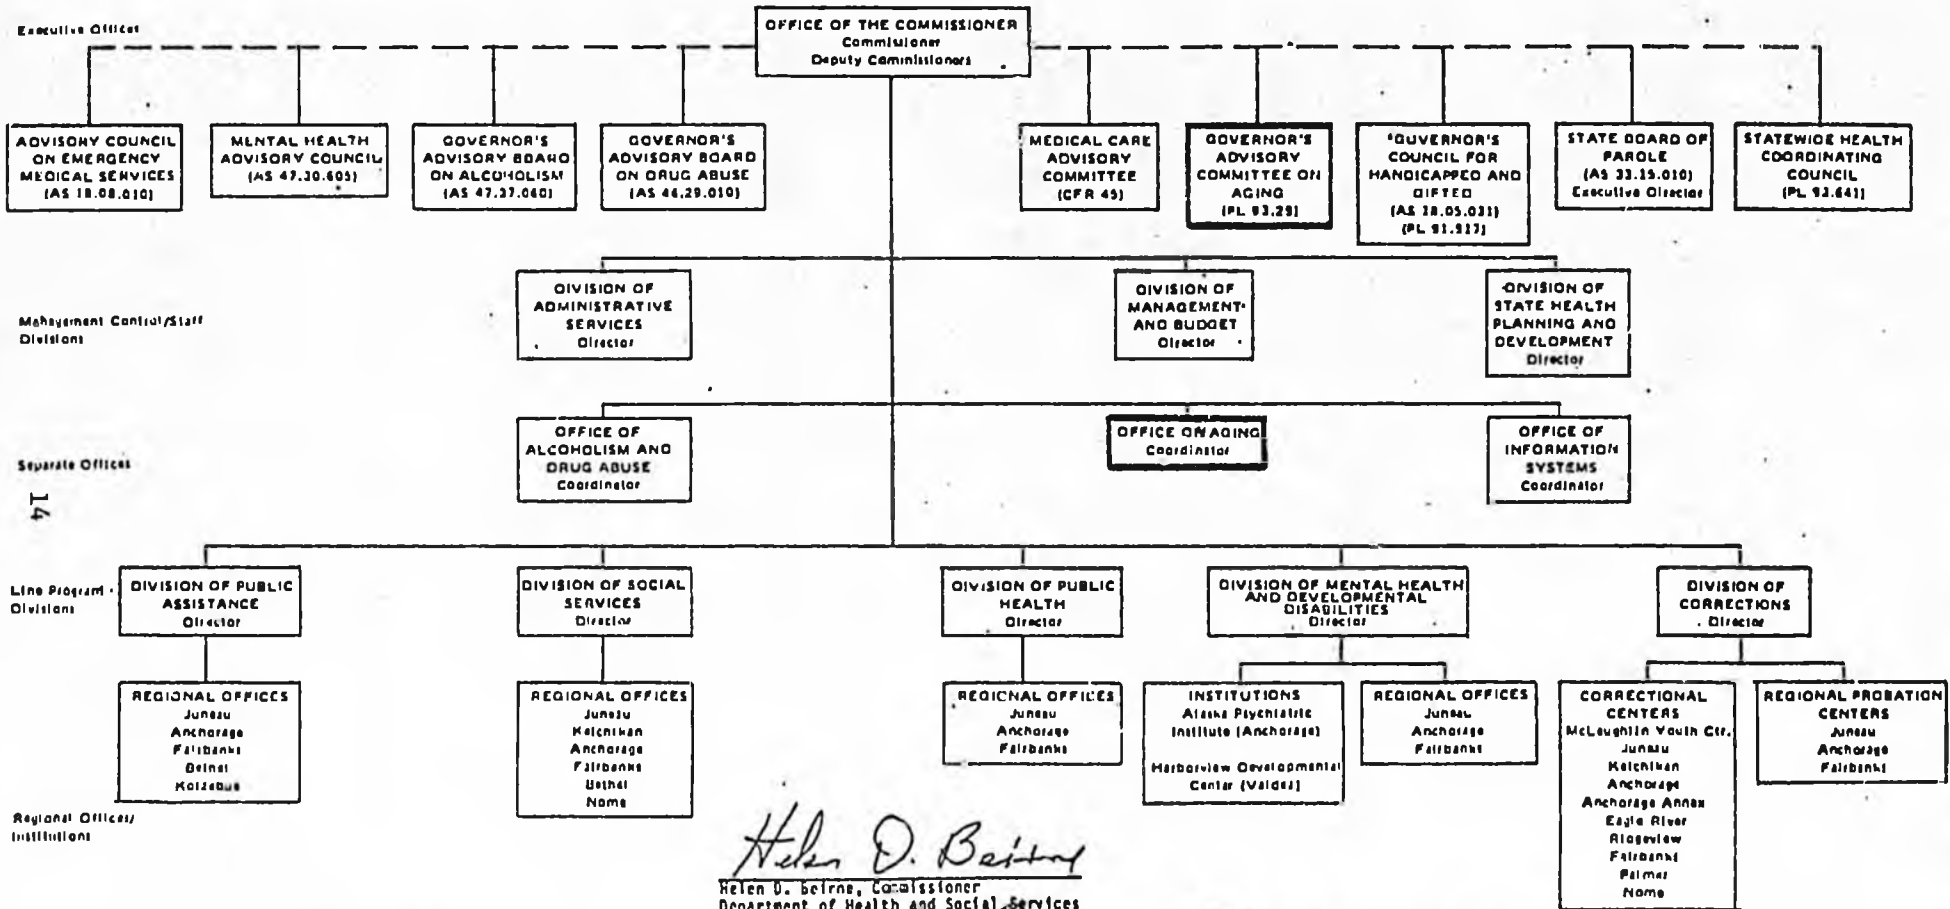 Executive Offices
OFFICE OF THE COMMISSIONER
Commissioner
Deputy Commissioners
ADVISORY COUNCIL
ON EMERGENCY
MEDICAL SERVICES
(AS 18.08.010)
MENTAL HEALTH
ADVISORY COUNCIL
(AS 47.30.605)
GOVERNOR'S
ADVISORY BOARD
ON ALCOHOLISM
(AS 47.37.060)
GOVERNOR'S
ADVISORY BOARD
ON DRUG ABUSE
(AS 44.29.010)
MEDICAL CARE
ADVISORY
COMMITTEE
(CFR 45)
GOVERNOR'S
ADVISORY
COMMITTEE ON
AGING
(PL 93.29)
GOVERNOR'S
COUNCIL FOR
HANDICAPPED AND
GIFTED
(AS 18.05.031)
(PL 91.517)
STATE BOARD OF
PAROLE
(AS 33.15.010)
Executive Director
STATEWIDE HEALTH
COORDINATING
COUNCIL
(PL 93.641)
Management Control/Staff
Divisions
DIVISION OF
ADMINISTRATIVE
SERVICES
Director
DIVISION OF
MANAGEMENT
AND BUDGET
Director
DIVISION OF
STATE HEALTH
PLANNING AND
DEVELOPMENT
Director
Separate Offices
OFFICE OF
ALCOHOLISM AND
DRUG ABUSE
Coordinator
OFFICE ON AGING
Coordinator
OFFICE OF
INFORMATION
SYSTEMS
Coordinator
14
Line Program
Divisions
DIVISION OF PUBLIC
ASSISTANCE
Director
DIVISION OF SOCIAL
SERVICES
Director
DIVISION OF PUBLIC
HEALTH
Director
DIVISION OF MENTAL HEALTH
AND DEVELOPMENTAL
DISABILITIES
Director
DIVISION OF
CORRECTIONS
Director
Regional Offices/
Institutions
REGIONAL OFFICES
Juneau
Anchorage
Fairbanks
Bethel
Kotzebue
REGIONAL OFFICES
Juneau
Ketchikan
Anchorage
Fairbanks
Bethel
Nome
REGIONAL OFFICES
Juneau
Anchorage
Fairbanks
INSTITUTIONS
Alaska Psychiatric
Institute (Anchorage)
Harborview Developmental
Center (Valdez)
REGIONAL OFFICES
Juneau
Anchorage
Fairbanks
CORRECTIONAL
CENTERS
McLaughlin Youth Ctr.
Juneau
Ketchikan
Anchorage
Anchorage Annex
Eagle River
Ridgeview
Fairbanks
Palmer
Nome
REGIONAL PROBATION
CENTERS
Juneau
Anchorage
Fairbanks
Helen D. Beirne
Helen D. Beirne, Commissioner
Department of Health and Social Services